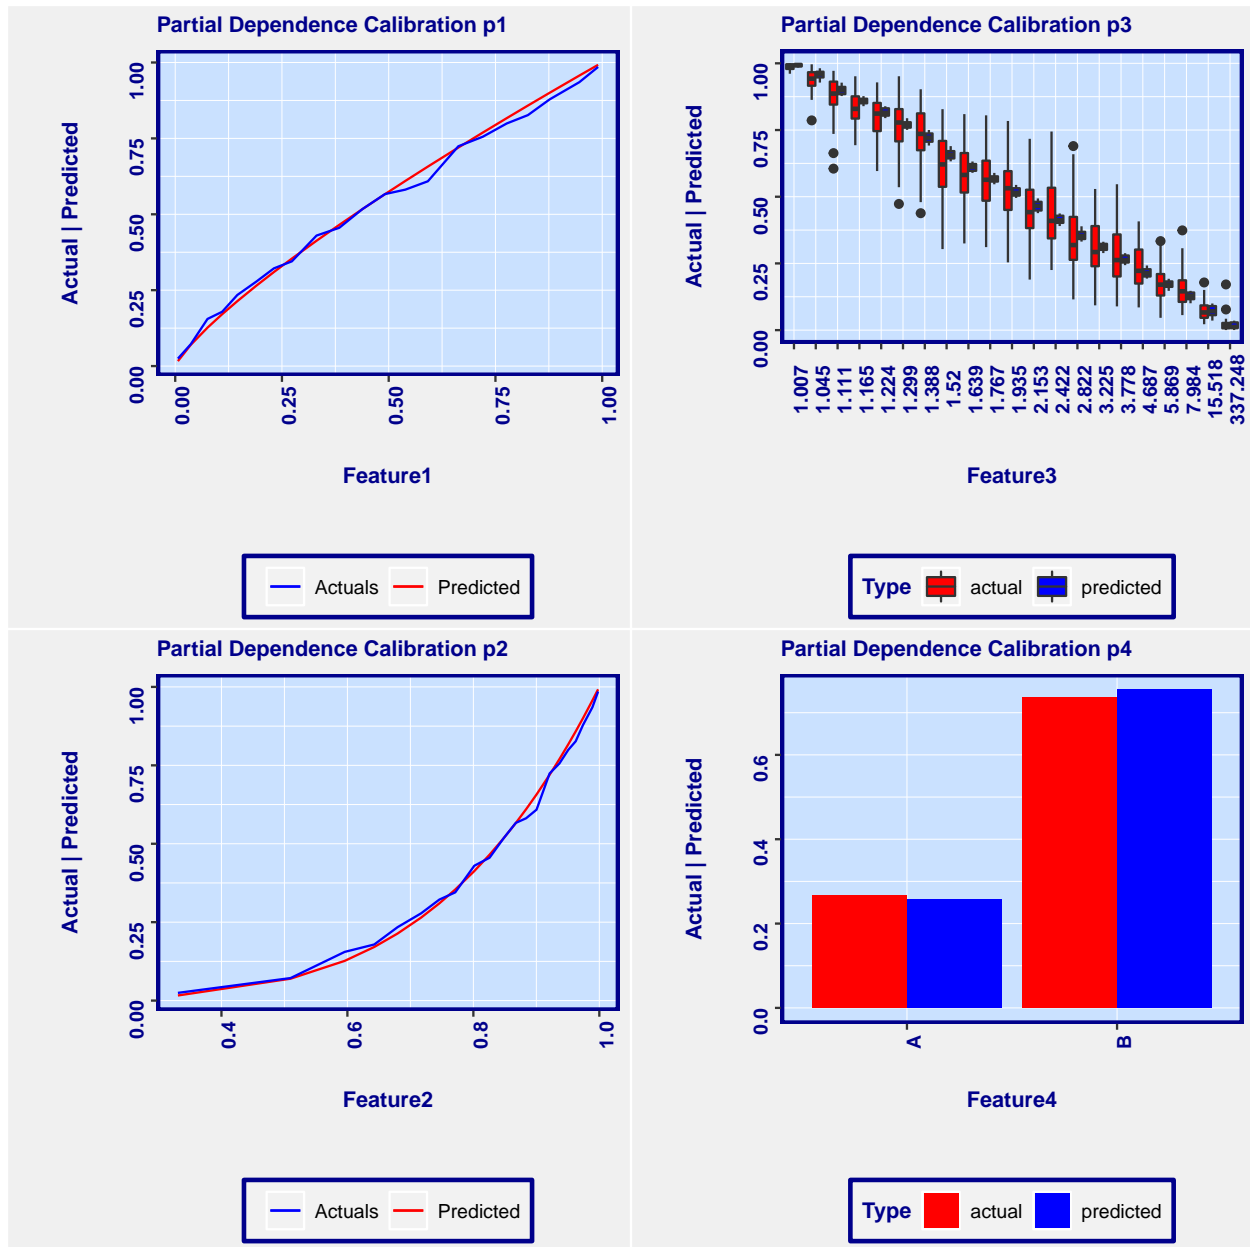 Partial Dependence Calibration p1
Actual | Predicted
1.00
0.75
0.50
0.25
0.00
0.00
0.25
0.50
0.75
1.00
Feature1
Actuals
Predicted
Partial Dependence Calibration p3
Actual | Predicted
1.00
0.75
0.50
0.25
0.00
1.007
1.045
1.111
1.165
1.224
1.299
1.388
1.52
1.639
1.767
1.935
2.153
2.422
2.822
3.225
3.778
4.687
5.869
7.984
15.518
337.248
Feature3
Type
actual
predicted
Partial Dependence Calibration p2
Actual | Predicted
1.00
0.75
0.50
0.25
0.00
0.4
0.6
0.8
1.0
Feature2
Actuals
Predicted
Partial Dependence Calibration p4
Actual | Predicted
0.6
0.4
0.2
0.0
A
B
Feature4
Type
actual
predicted